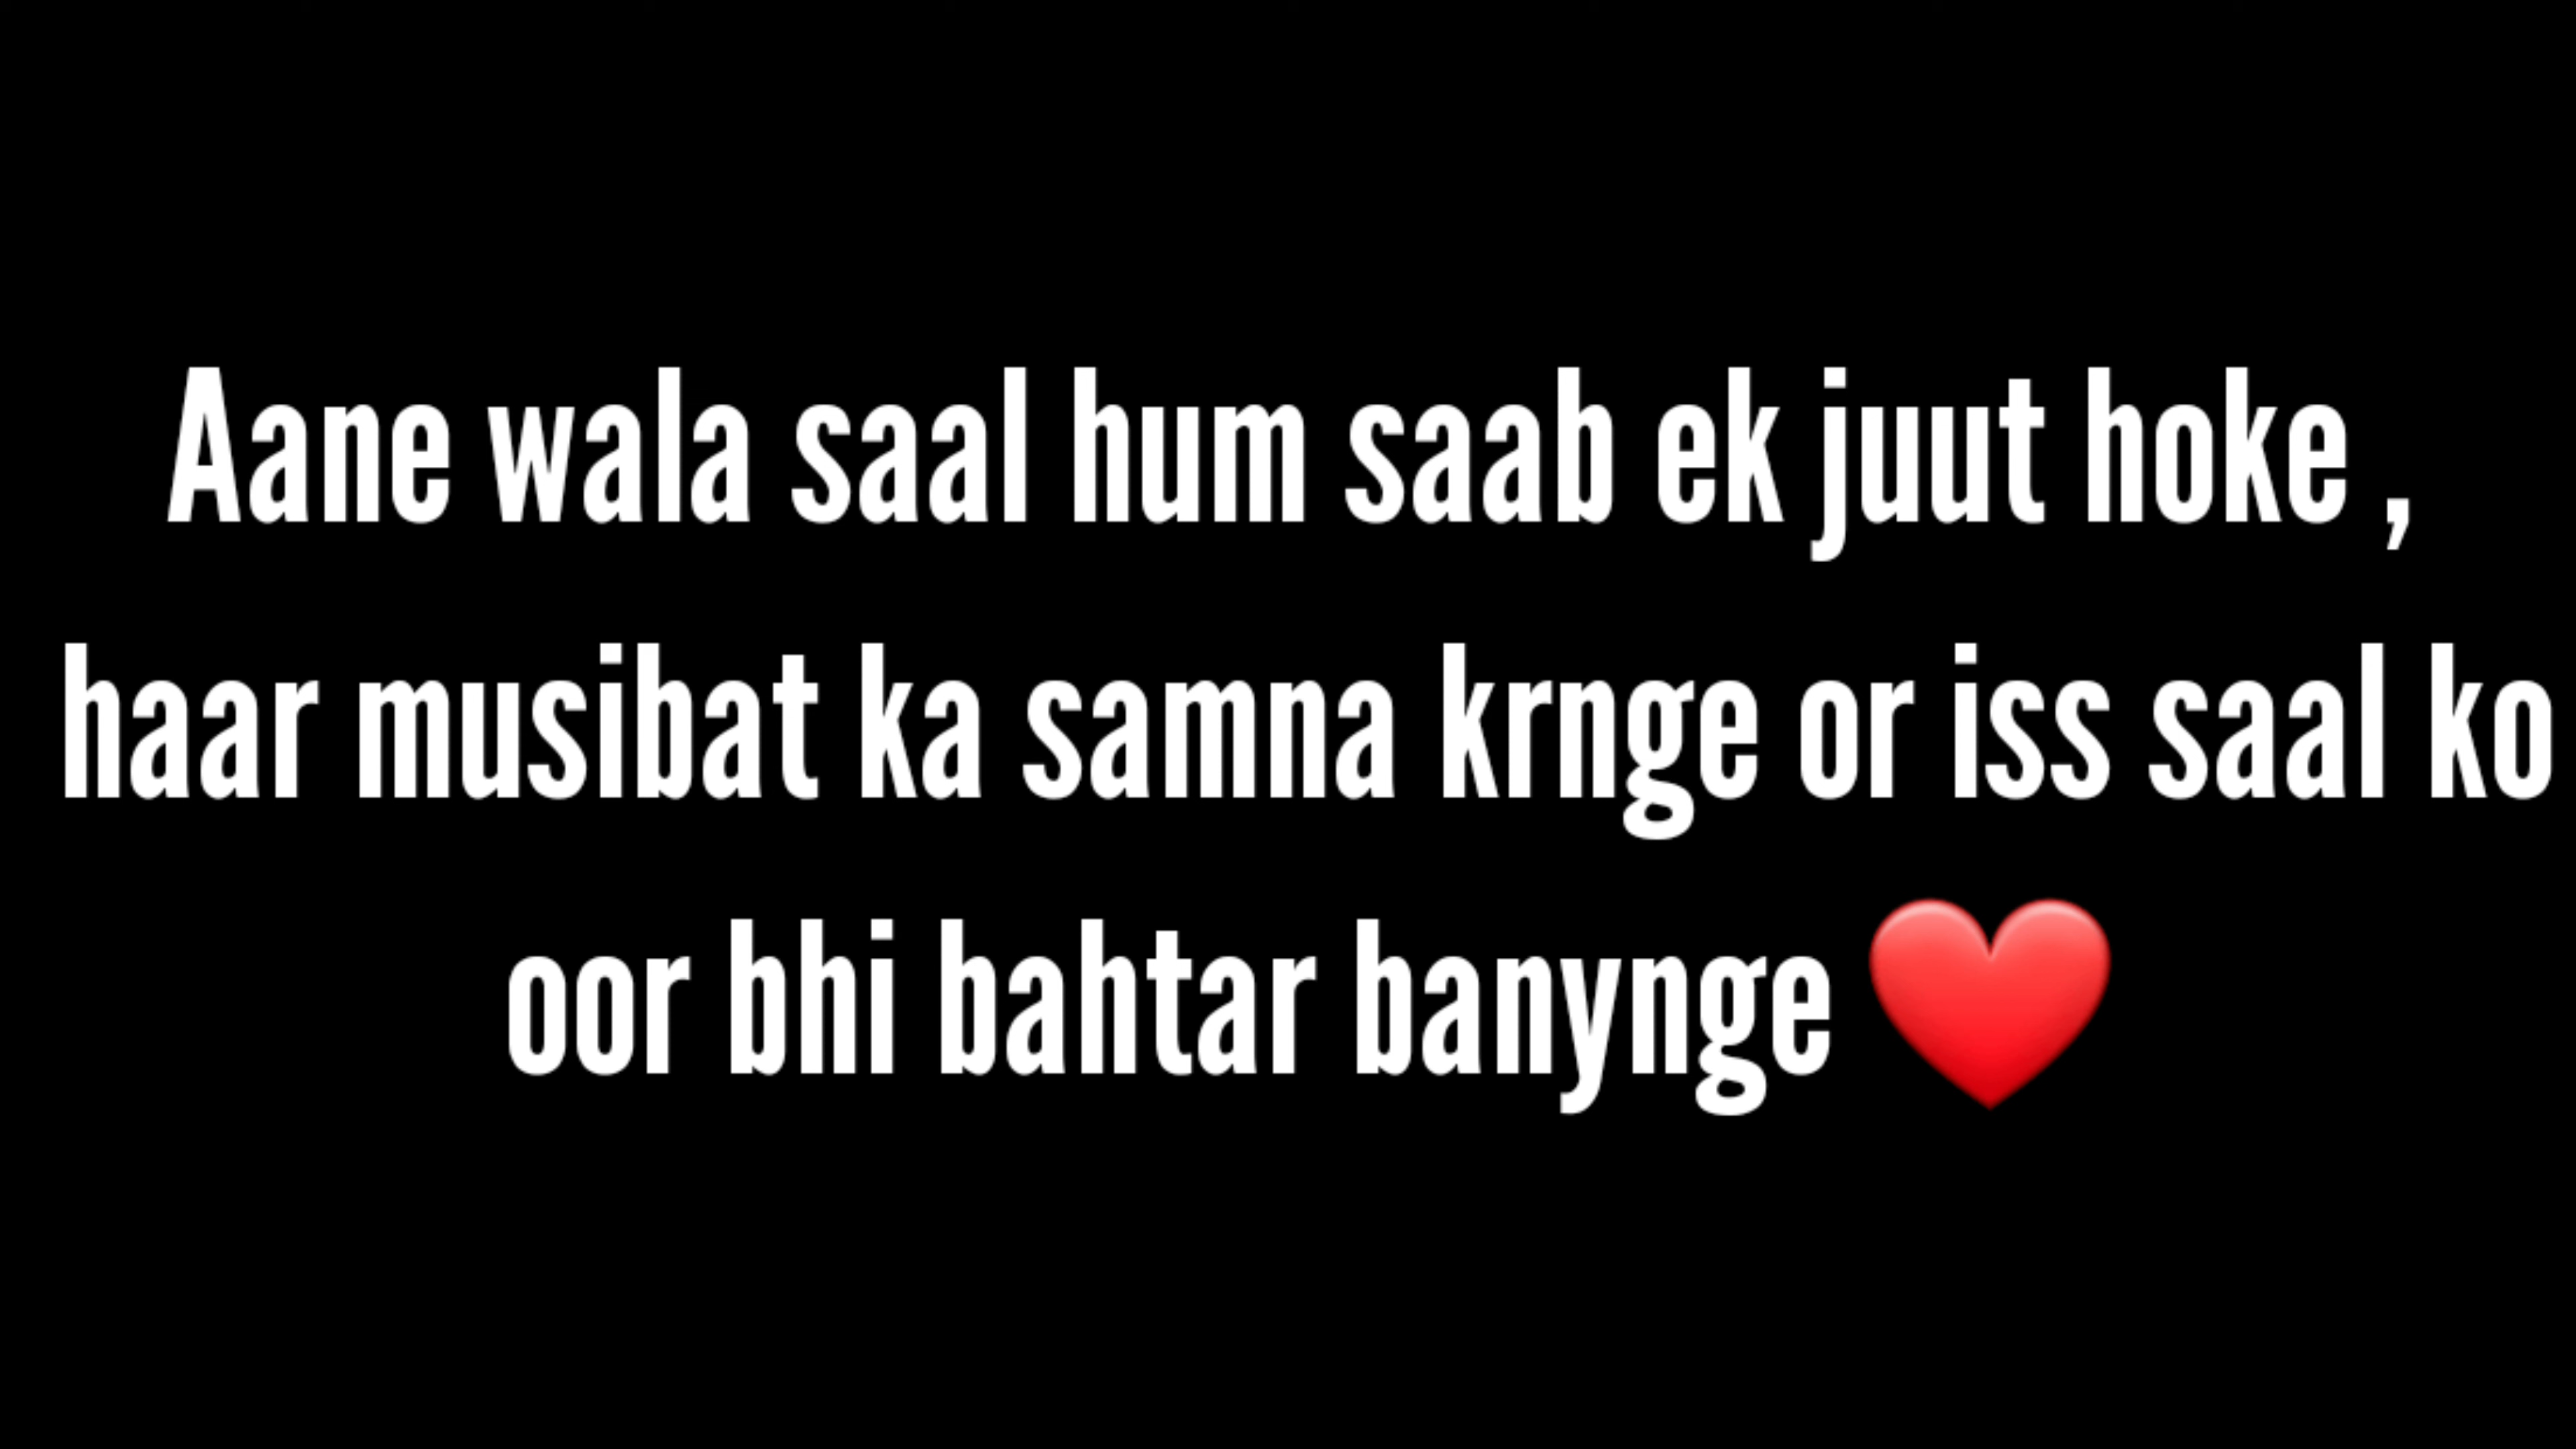 Aane wala saal hum saab ek juut hoke ,
haar musibat ka samna krnge or iss saal ko
oor bhi bahtar banynge ❤️